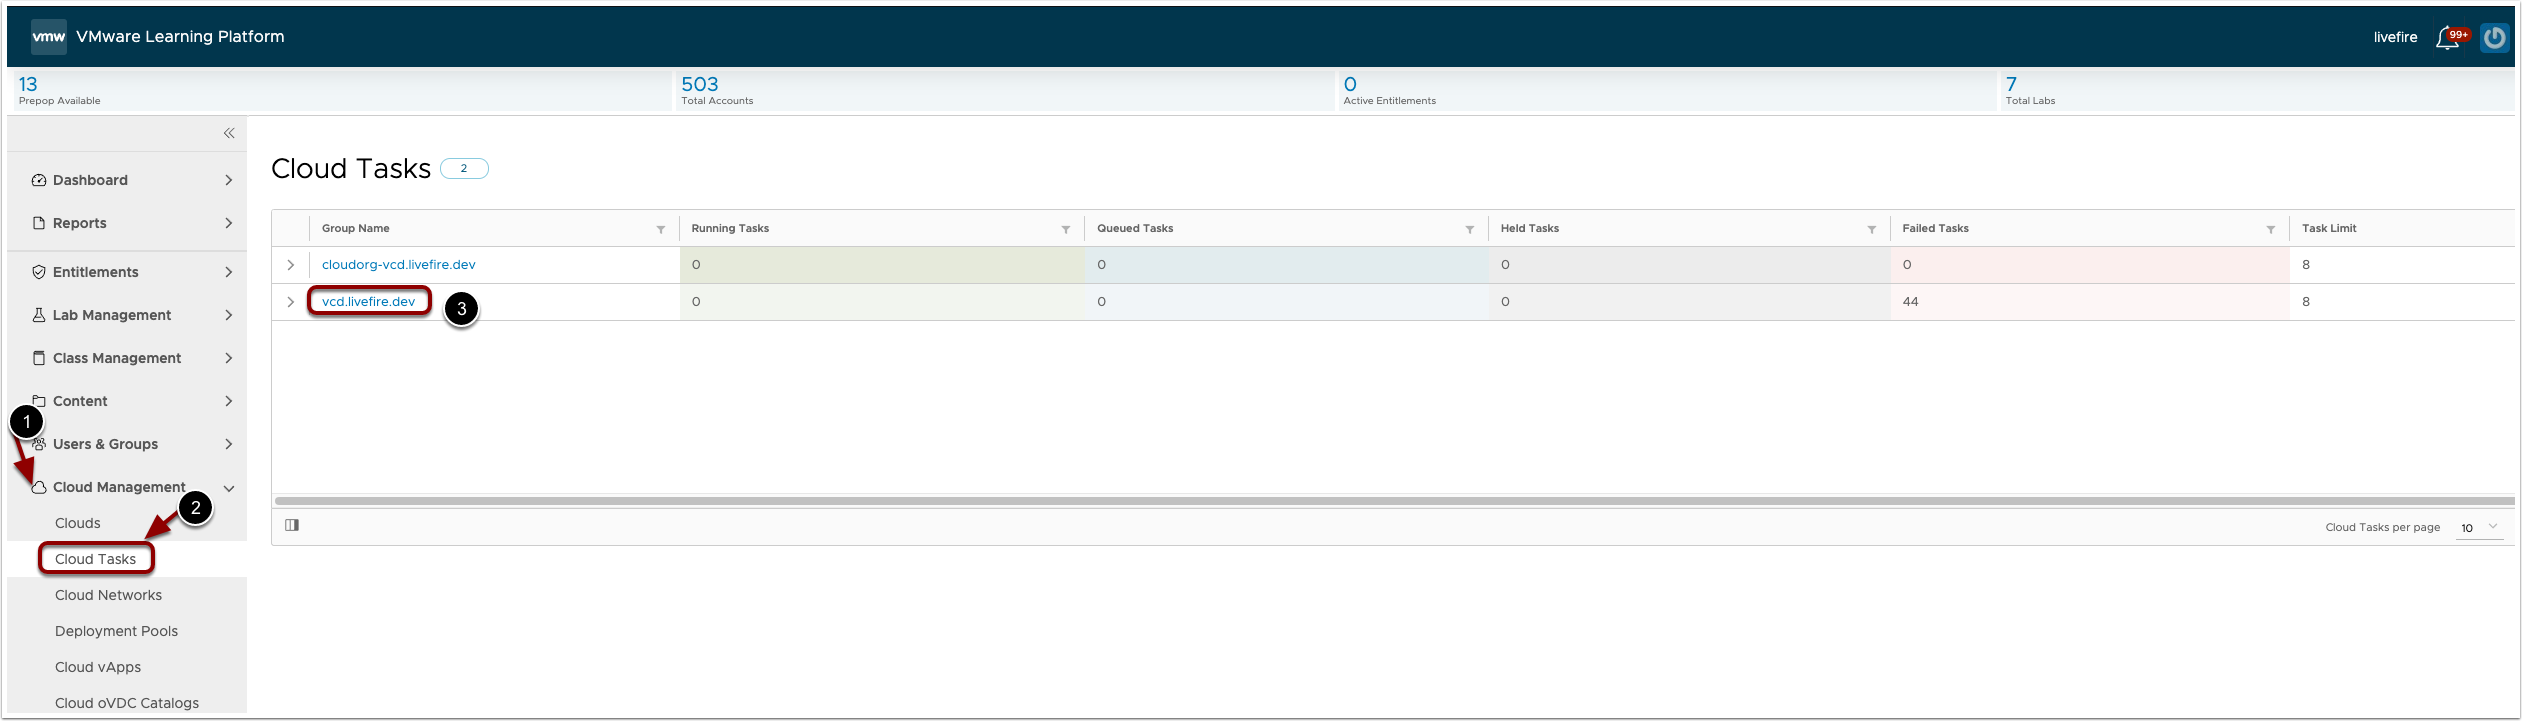 vmw VMware Learning Platform
livefire 99+
13 503 0 7
Prepop Available Total Accounts Active Entitlements Total Labs
Dashboard
Reports
Entitlements
Lab Management
Class Management
Content
1
Users & Groups
Cloud Management
2
Clouds
Cloud Tasks
Cloud Networks
Deployment Pools
Cloud vApps
Cloud oVDC Catalogs
Cloud Tasks 2
Group Name Running Tasks Queued Tasks Held Tasks Failed Tasks Task Limit
cloudorg-vcd.livefire.dev 0 0 0 0 8
vcd.livefire.dev 3 0 0 0 44 8
Cloud Tasks per page 10